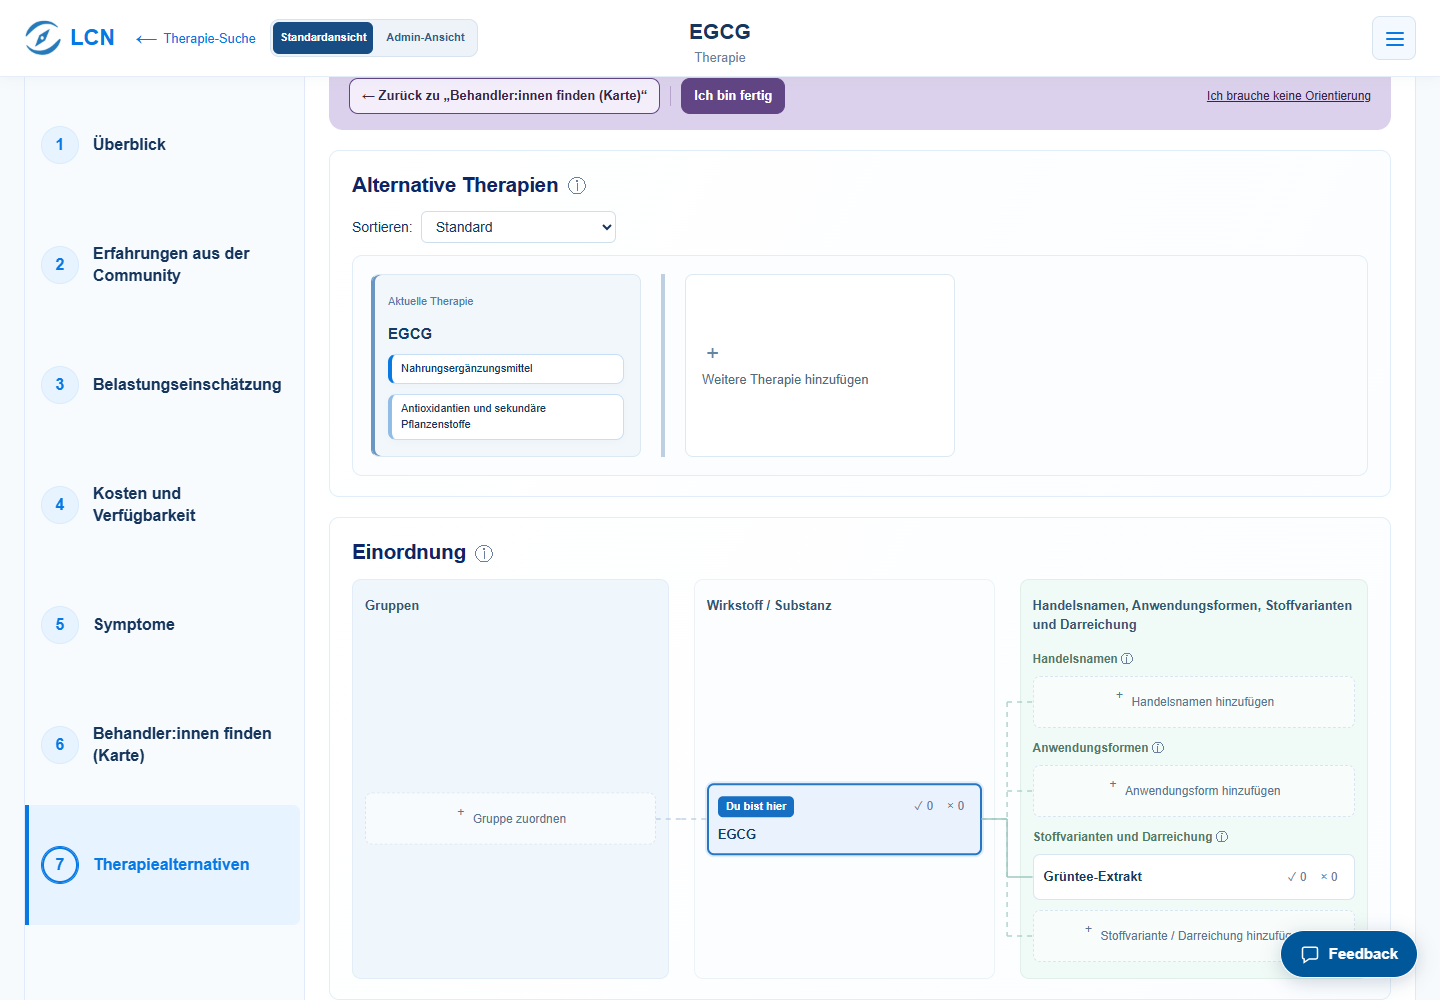 LCN
← Therapie-Suche
Standardansicht
Admin-Ansicht
EGCG
Therapie
← Zurück zu „Behandler:innen finden (Karte)“
Ich bin fertig
Ich brauche keine Orientierung
1
Überblick
2
Erfahrungen aus der
Community
3
Belastungseinschätzung
4
Kosten und
Verfügbarkeit
5
Symptome
6
Behandler:innen finden
(Karte)
7
Therapiealternativen
Alternative Therapien ⓘ
Sortieren:
Standard
Aktuelle Therapie
EGCG
Nahrungsergänzungsmittel
Antioxidantien und sekundäre
Pflanzenstoffe
+
Weitere Therapie hinzufügen
Einordnung ⓘ
Gruppen
+ Gruppe zuordnen
Wirkstoff / Substanz
Du bist hier
✓ 0 × 0
EGCG
Handelsnamen, Anwendungsformen, Stoffvarianten
und Darreichung
Handelsnamen ⓘ
+ Handelsnamen hinzufügen
Anwendungsformen ⓘ
+ Anwendungsform hinzufügen
Stoffvarianten und Darreichung ⓘ
Grüntee-Extrakt
✓ 0 × 0
+ Stoffvariante / Darreichung
Feedback